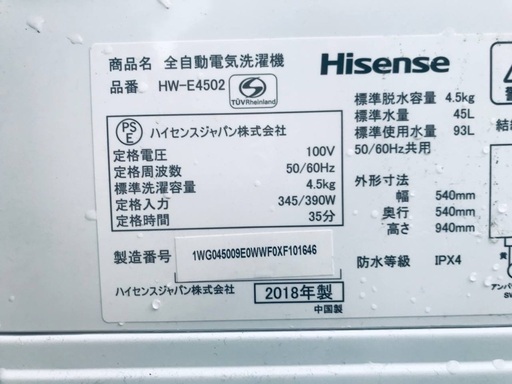 商品名 全自動電気洗濯機
品番 HW-E4502
TÜVRheinland
Hisense
標準脱水容量 4.5kg
標準水量 45L
標準使用水量 93L
50/60Hz共用
PS
E
ハイセンスジャパン株式会社
定格電圧 100V
定格周波数 50/60Hz
標準洗濯容量 4.5kg
定格入力 345/390W
定格時間 35分
外形寸法
幅 540mm
奥行 540mm
高さ 940mm
製造番号 1WG045009E0WWF0XF101646
防水等級 IPX4
ハイセンスジャパン株式会社 2018年製
中国製
結
黄
アンバ